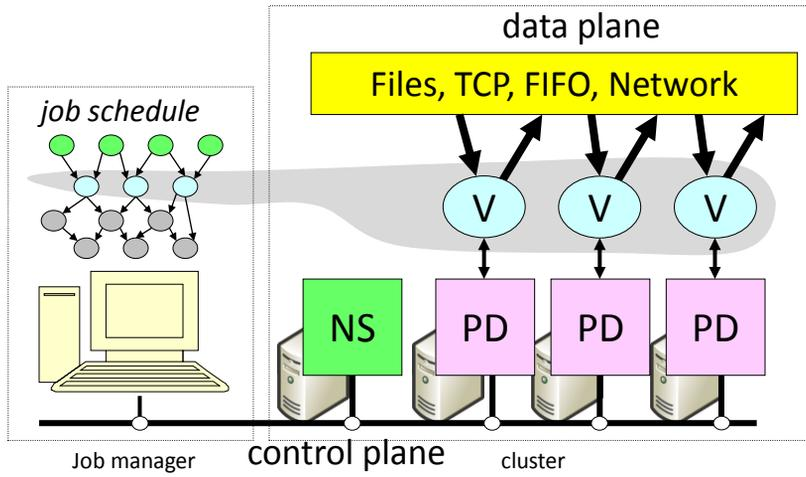 data plane
Files, TCP, FIFO, Network
job schedule
V V V
NS PD PD PD
control plane
Job manager cluster